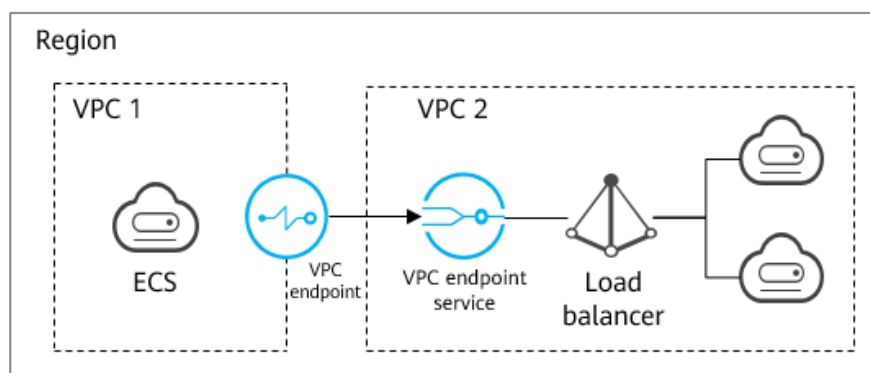 Region
VPC 1
VPC 2
ECS
VPC
endpoint
VPC endpoint
service
Load
balancer